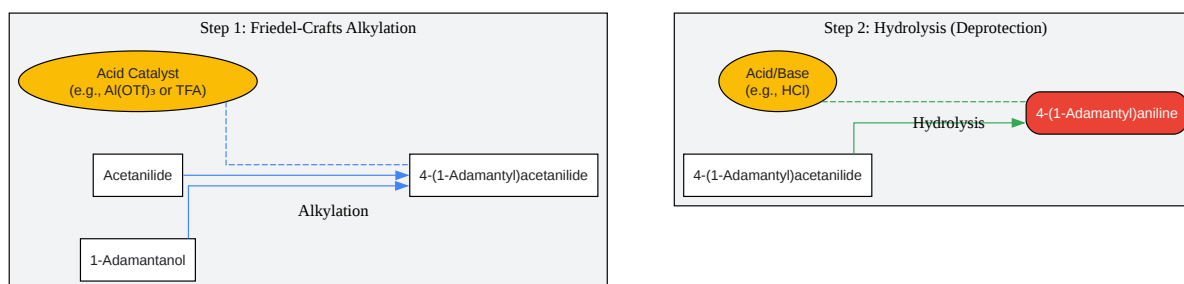 Step 1: Friedel-Crafts Alkylation
Acid Catalyst
(e.g., Al(OTf)₃ or TFA)
Acetanilide
4-(1-Adamantyl)acetanilide
Alkylation
1-Adamantanol
Step 2: Hydrolysis (Deprotection)
Acid/Base
(e.g., HCl)
4-(1-Adamantyl)aniline
Hydrolysis
4-(1-Adamantyl)acetanilide